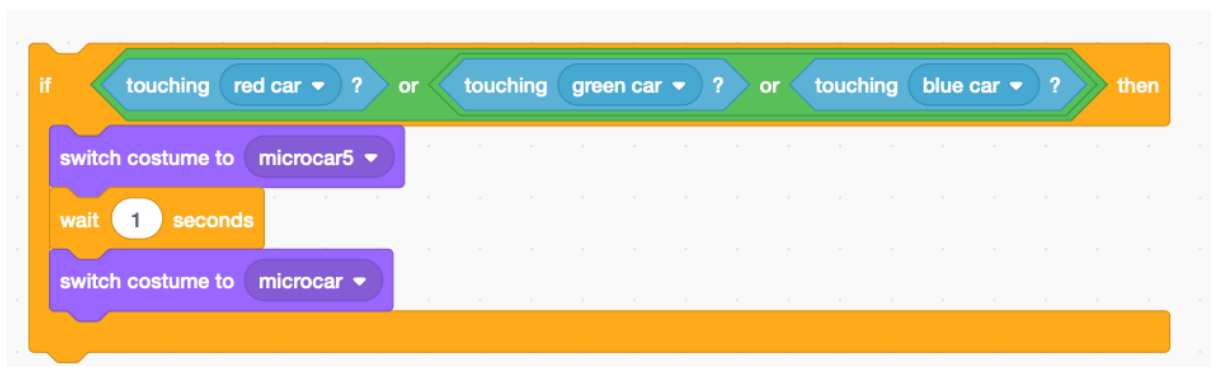 if touching red car ? or touching green car ? or touching blue car ? then
switch costume to microcar5
wait 1 seconds
switch costume to microcar